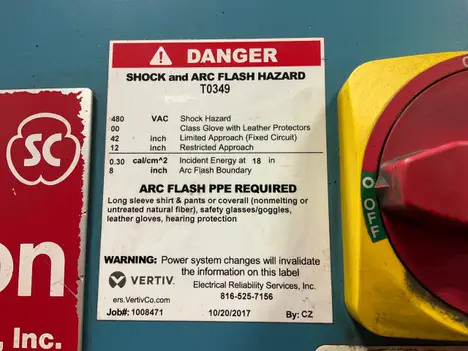 DANGER
SHOCK and ARC FLASH HAZARD
T0349
480 VAC Shock Hazard
00 Class Glove with Leather Protectors
42 inch Limited Approach (Fixed Circuit)
12 inch Restricted Approach
0.30 cal/cm^2 Incident Energy at 18 in
8 inch Arc Flash Boundary
ARC FLASH PPE REQUIRED
Long sleeve shirt & pants or coverall (nonmelting or
untreated natural fiber), safety glasses/goggles,
leather gloves, hearing protection
WARNING: Power system changes will invalidate
the information on this label
VERTIV. Electrical Reliability Services, Inc.
ers.VertivCo.com 816-525-7156
Job#: 1008471 10/20/2017 By: CZ
SC
on
, Inc.
OFF